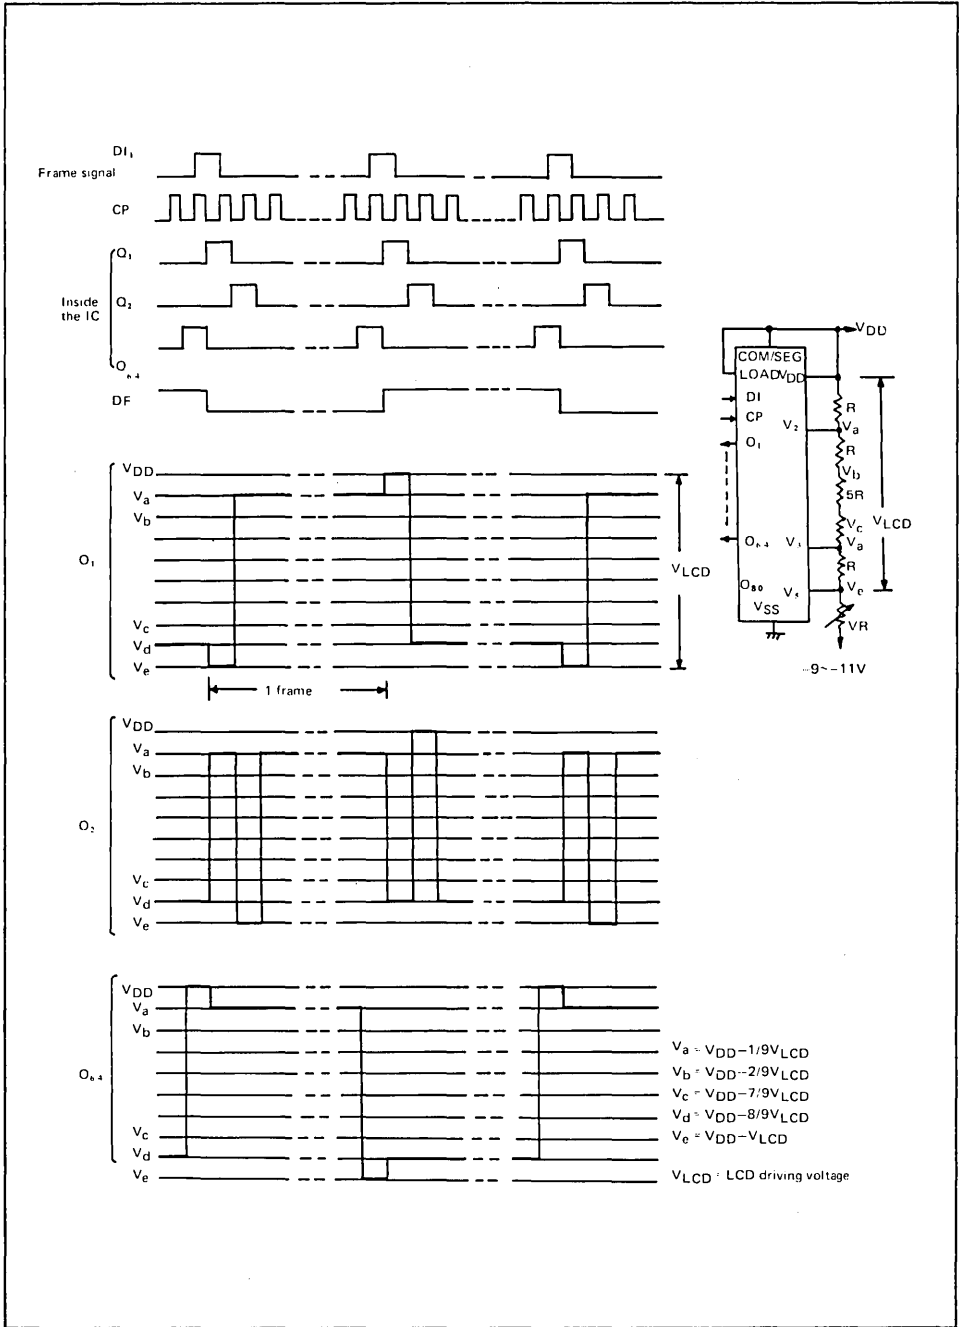 DI₁
Frame signal
CP
Q₁
Inside
the IC
Q₂
O₆₄
DF
VDD
Va
Vb
O₁
VLCD
Vc
Vd
Ve
1 frame
VDD
Va
Vb
O₂
Vc
Vd
Ve
VDD
Va
Vb
O₆₄
Vc
Vd
Ve
VDD
COM/SEG
LOAD VDD
DI
CP
O₁
V₂
R
Va
R
Vb
5R
Vc
VLCD
O₆₄
V₃
Va
R
O₈₀
V₅
Ve
VSS
VR
-9~-11V
Va = VDD-1/9VLCD
Vb = VDD-2/9VLCD
Vc = VDD-7/9VLCD
Vd = VDD-8/9VLCD
Ve = VDD-VLCD
VLCD = LCD driving voltage